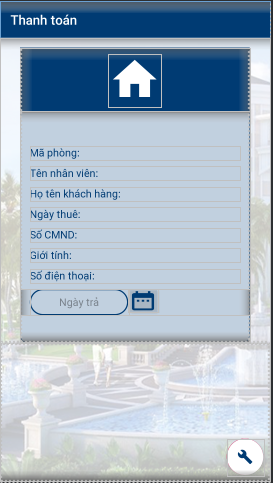 Thanh toán
Mã phòng:
Tên nhân viên:
Họ tên khách hàng:
Ngày thuê:
Số CMND:
Giới tính:
Số điện thoại:
Ngày trả